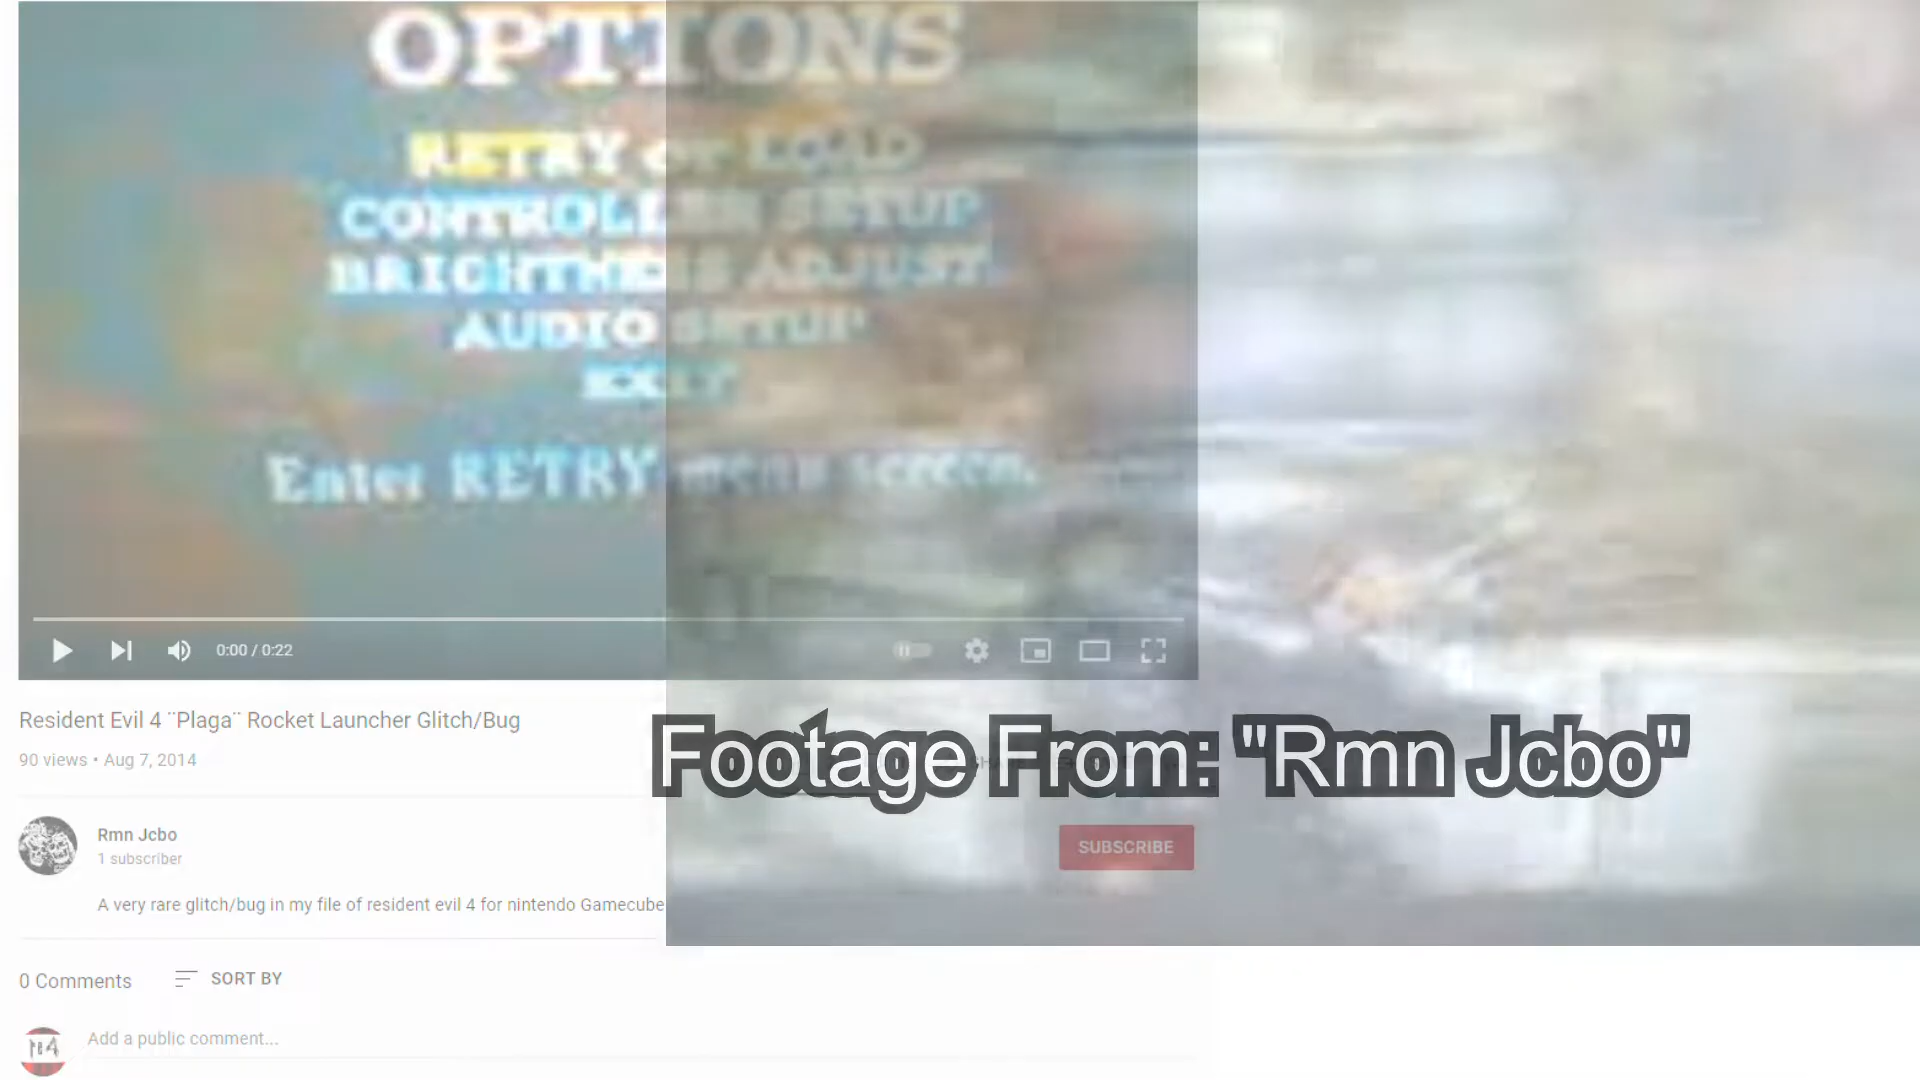 OPTIONS
RETRY or LOAD
CONTROLLER SETUP
BRIGHTNESS ADJUST
AUDIO SETUP
EXIT
Enter RETRY menu screen.
0:00 / 0:22
Resident Evil 4 ¨Plaga¨ Rocket Launcher Glitch/Bug
90 views • Aug 7, 2014
Footage From: "Rmn Jcbo"
Rmn Jcbo
1 subscriber
SUBSCRIBE
A very rare glitch/bug in my file of resident evil 4 for nintendo Gamecube
0 Comments
SORT BY
Add a public comment...